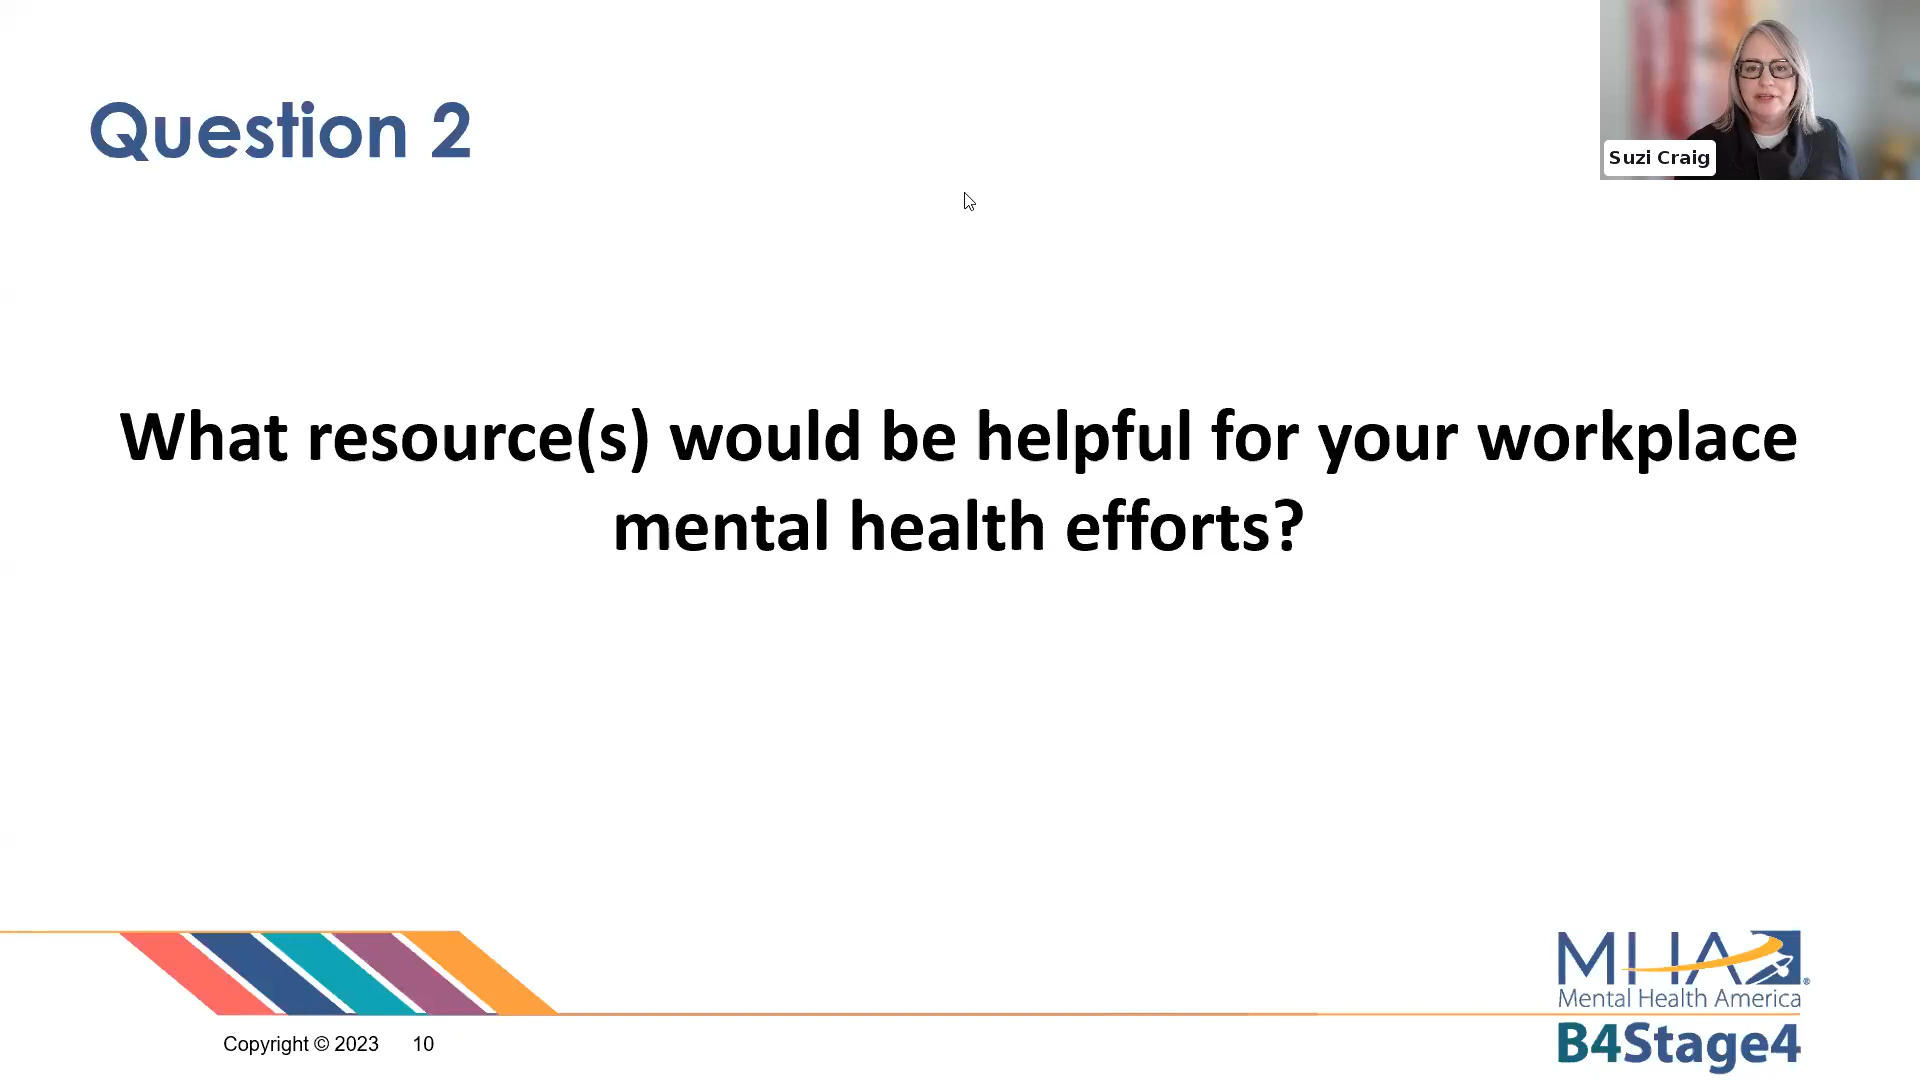 Question 2
Suzi Craig
What resource(s) would be helpful for your workplace
mental health efforts?
MHA®
Mental Health America
B4Stage4
Copyright © 2023 10